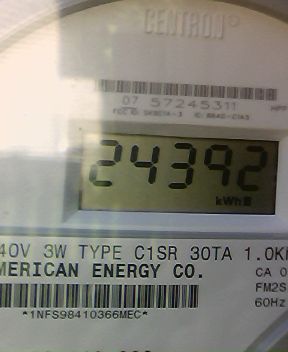 CENTRON®
07 57245311
24392
kWh
40V 3W TYPE C1SR 30TA 1.0K
MERICAN ENERGY CO.
CA 0
FM2S
60Hz
*1NFS98410366MEC*